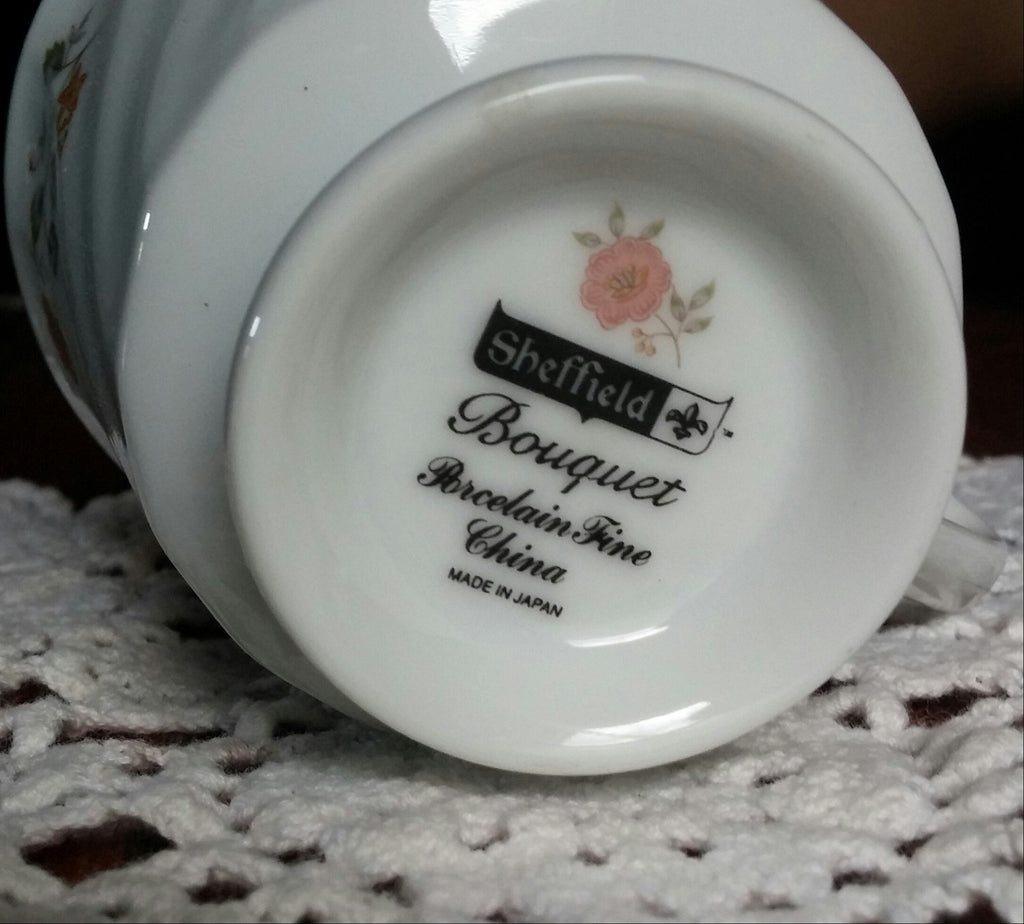 Sheffield
Bouquet
Porcelain Fine
China
MADE IN JAPAN